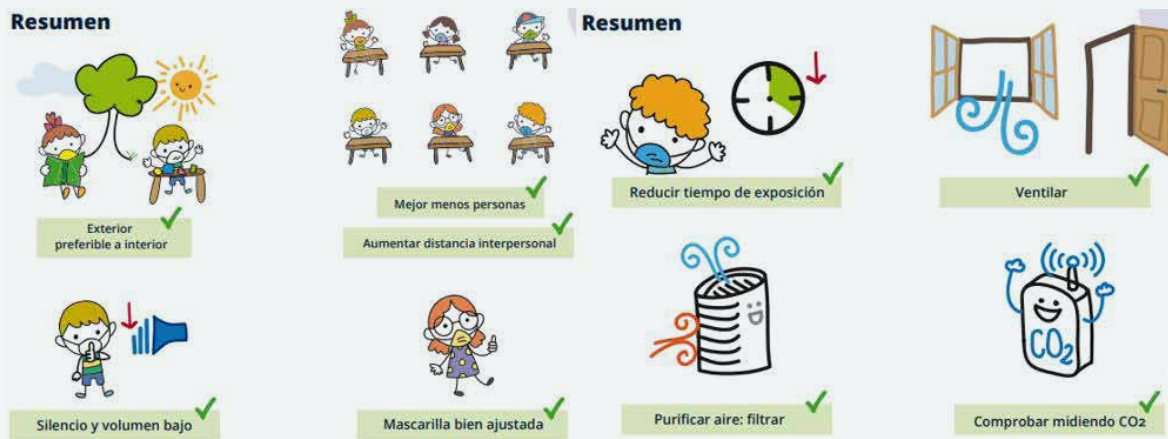 Resumen
Exterior
preferible a interior
Mejor menos personas
Aumentar distancia interpersonal
Silencio y volumen bajo
Mascarilla bien ajustada
Resumen
Reducir tiempo de exposición
Ventilar
Purificar aire: filtrar
CO2
Comprobar midiendo CO2